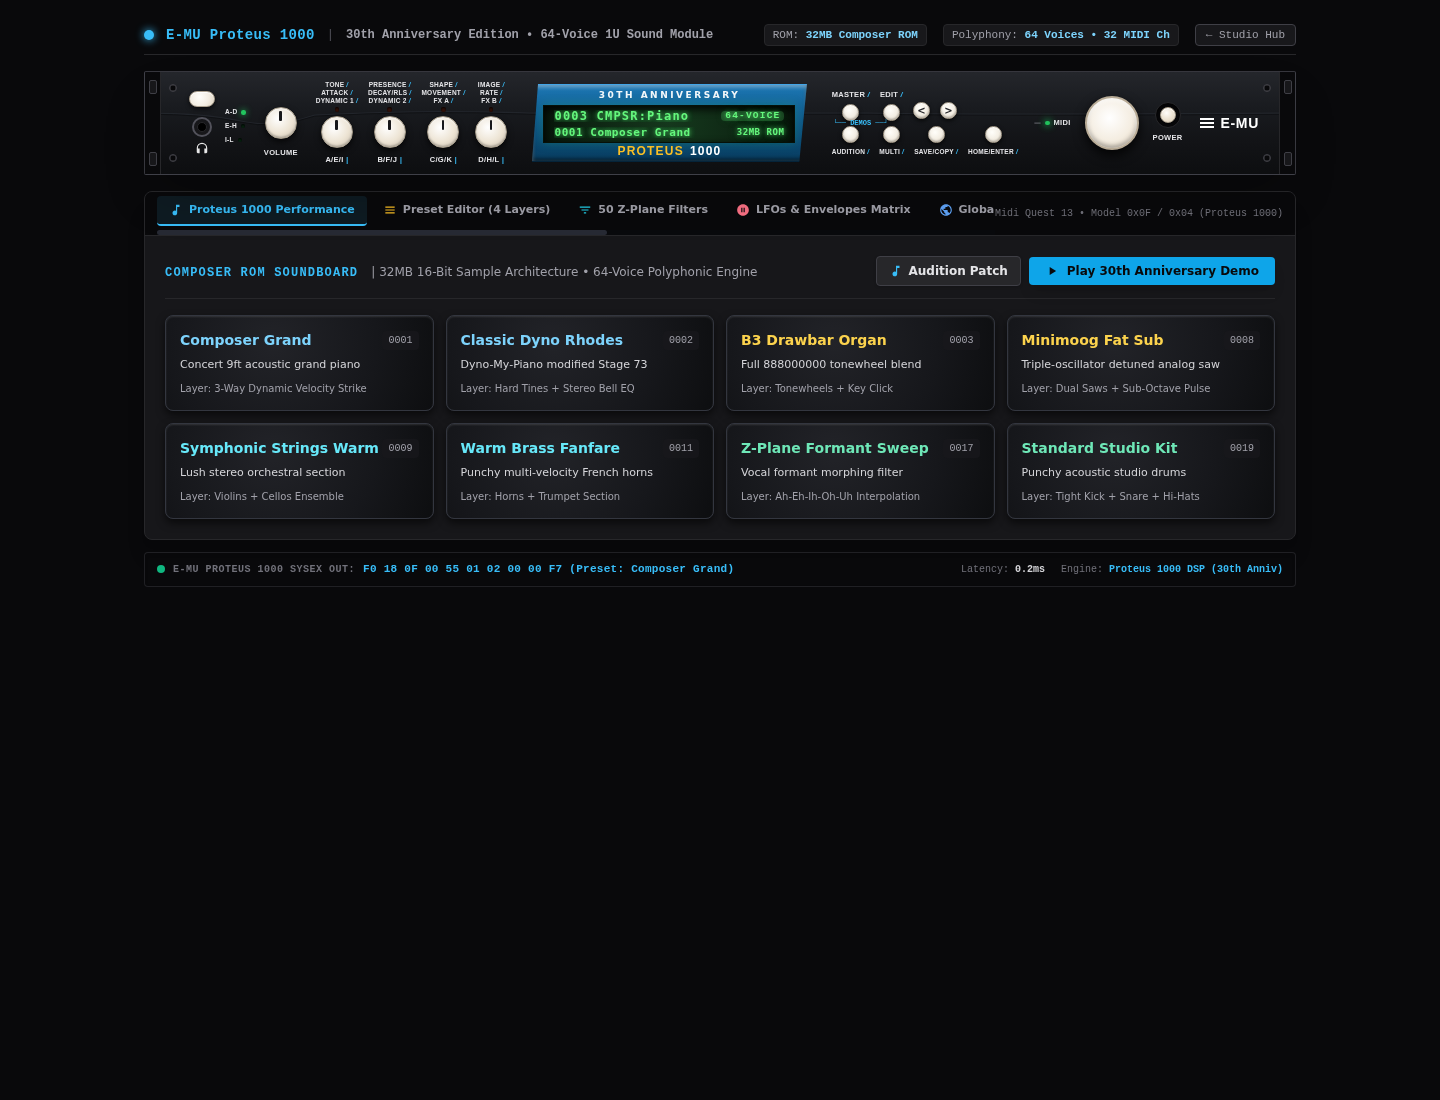 E-MU Proteus 1000 | 30th Anniversary Edition • 64-Voice 1U Sound Module
ROM: 32MB Composer ROM
Polyphony: 64 Voices • 32 MIDI Ch
← Studio Hub
A-D
E-H
I-L
VOLUME
TONE /
ATTACK /
DYNAMIC 1 /
A/E/I |
PRESENCE /
DECAY/RLS /
DYNAMIC 2 /
B/F/J |
SHAPE /
MOVEMENT /
FX A /
C/G/K |
IMAGE /
RATE /
FX B /
D/H/L |
30TH ANNIVERSARY
0003 CMPSR:Piano 64-VOICE
0001 Composer Grand 32MB ROM
PROTEUS 1000
MASTER / EDIT /
< >
DEMOS
AUDITION / MULTI / SAVE/COPY / HOME/ENTER /
MIDI
POWER
E-MU
Proteus 1000 Performance
Preset Editor (4 Layers)
50 Z-Plane Filters
LFOs & Envelopes Matrix
Globa
Midi Quest 13 • Model 0x0F / 0x04 (Proteus 1000)
COMPOSER ROM SOUNDBOARD | 32MB 16-Bit Sample Architecture • 64-Voice Polyphonic Engine
Audition Patch
Play 30th Anniversary Demo
Composer Grand 0001
Concert 9ft acoustic grand piano
Layer: 3-Way Dynamic Velocity Strike
Classic Dyno Rhodes 0002
Dyno-My-Piano modified Stage 73
Layer: Hard Tines + Stereo Bell EQ
B3 Drawbar Organ 0003
Full 888000000 tonewheel blend
Layer: Tonewheels + Key Click
Minimoog Fat Sub 0008
Triple-oscillator detuned analog saw
Layer: Dual Saws + Sub-Octave Pulse
Symphonic Strings Warm 0009
Lush stereo orchestral section
Layer: Violins + Cellos Ensemble
Warm Brass Fanfare 0011
Punchy multi-velocity French horns
Layer: Horns + Trumpet Section
Z-Plane Formant Sweep 0017
Vocal formant morphing filter
Layer: Ah-Eh-Ih-Oh-Uh Interpolation
Standard Studio Kit 0019
Punchy acoustic studio drums
Layer: Tight Kick + Snare + Hi-Hats
E-MU PROTEUS 1000 SYSEX OUT: F0 18 0F 00 55 01 02 00 00 F7 (Preset: Composer Grand)
Latency: 0.2ms
Engine: Proteus 1000 DSP (30th Anniv)